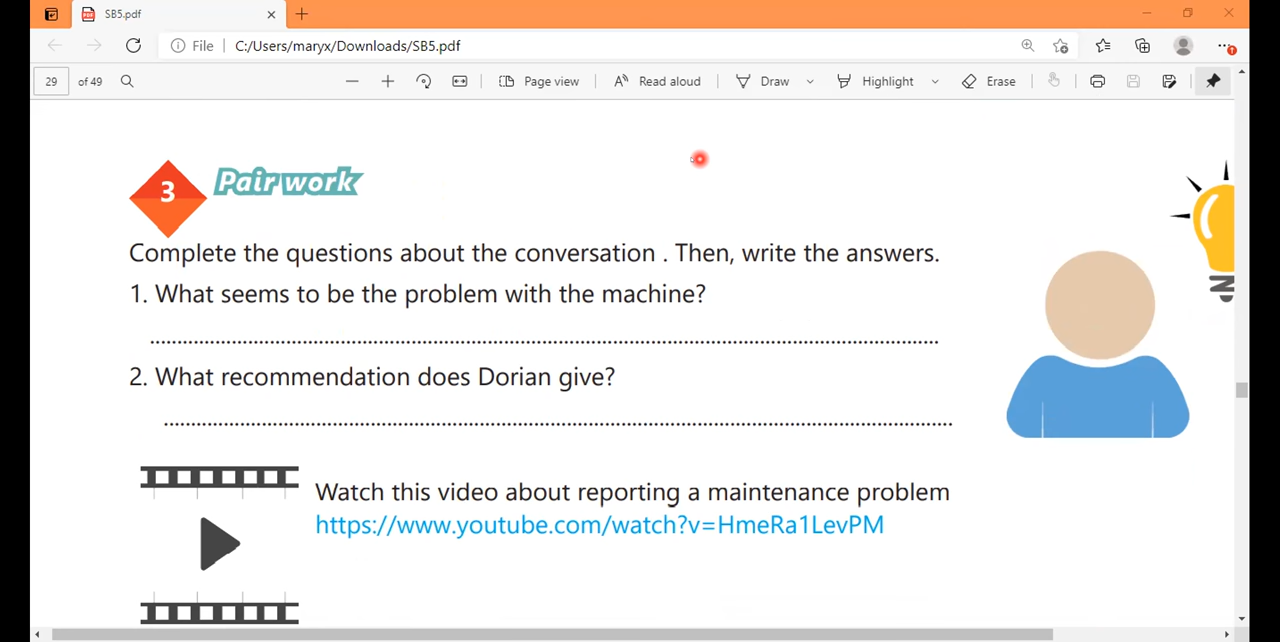 SB5.pdf
File C:/Users/maryx/Downloads/SB5.pdf
29 of 49 Page view Read aloud Draw Highlight Erase
3 Pair work
Complete the questions about the conversation . Then, write the answers.
1. What seems to be the problem with the machine?
2. What recommendation does Dorian give?
Watch this video about reporting a maintenance problem
https://www.youtube.com/watch?v=HmeRa1LevPM